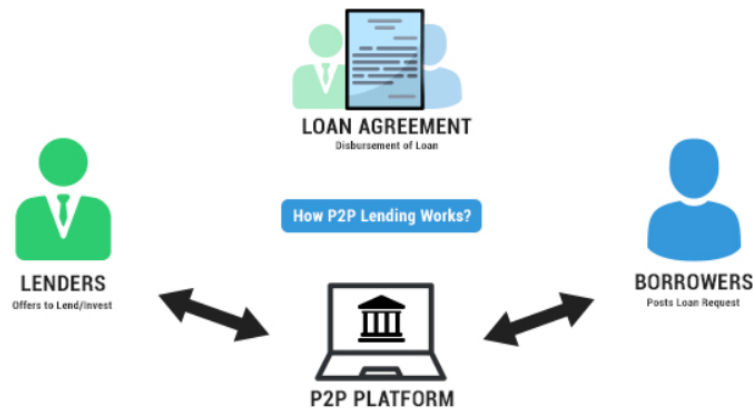 LOAN AGREEMENT
Disbursement of Loan
How P2P Lending Works?
LENDERS
Offers to Lend/Invest
BORROWERS
Posts Loan Request
P2P PLATFORM